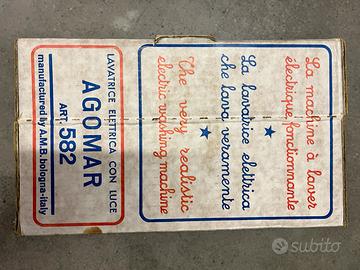 La machine à laver
électrique fonctionnante
La lavatrice elettrica
che lava veramente
The very realistic
electric washing machine
LAVATRICE ELETTRICA CON LUCE
AGOMAR
ART. 582
manufactured by A.M.B. bologna-italy
subito